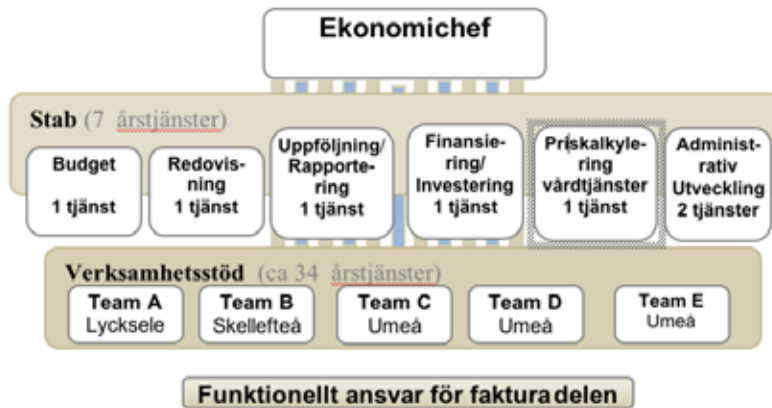 Ekonomichef
Stab (7 årstjänster)
Budget
1 tjänst
Redovis-
ning
1 tjänst
Uppföljning/
Rapporte-
ring
1 tjänst
Finansie-
ring/
Investering
1 tjänst
Priskalkyle-
ring
vårdtjänster
1 tjänst
Administ-
rativ
Utveckling
2 tjänster
Verksamhetsstöd (ca 34 årstjänster)
Team A
Lycksele
Team B
Skellefteå
Team C
Umeå
Team D
Umeå
Team E
Umeå
Funktionellt ansvar för faktura delen